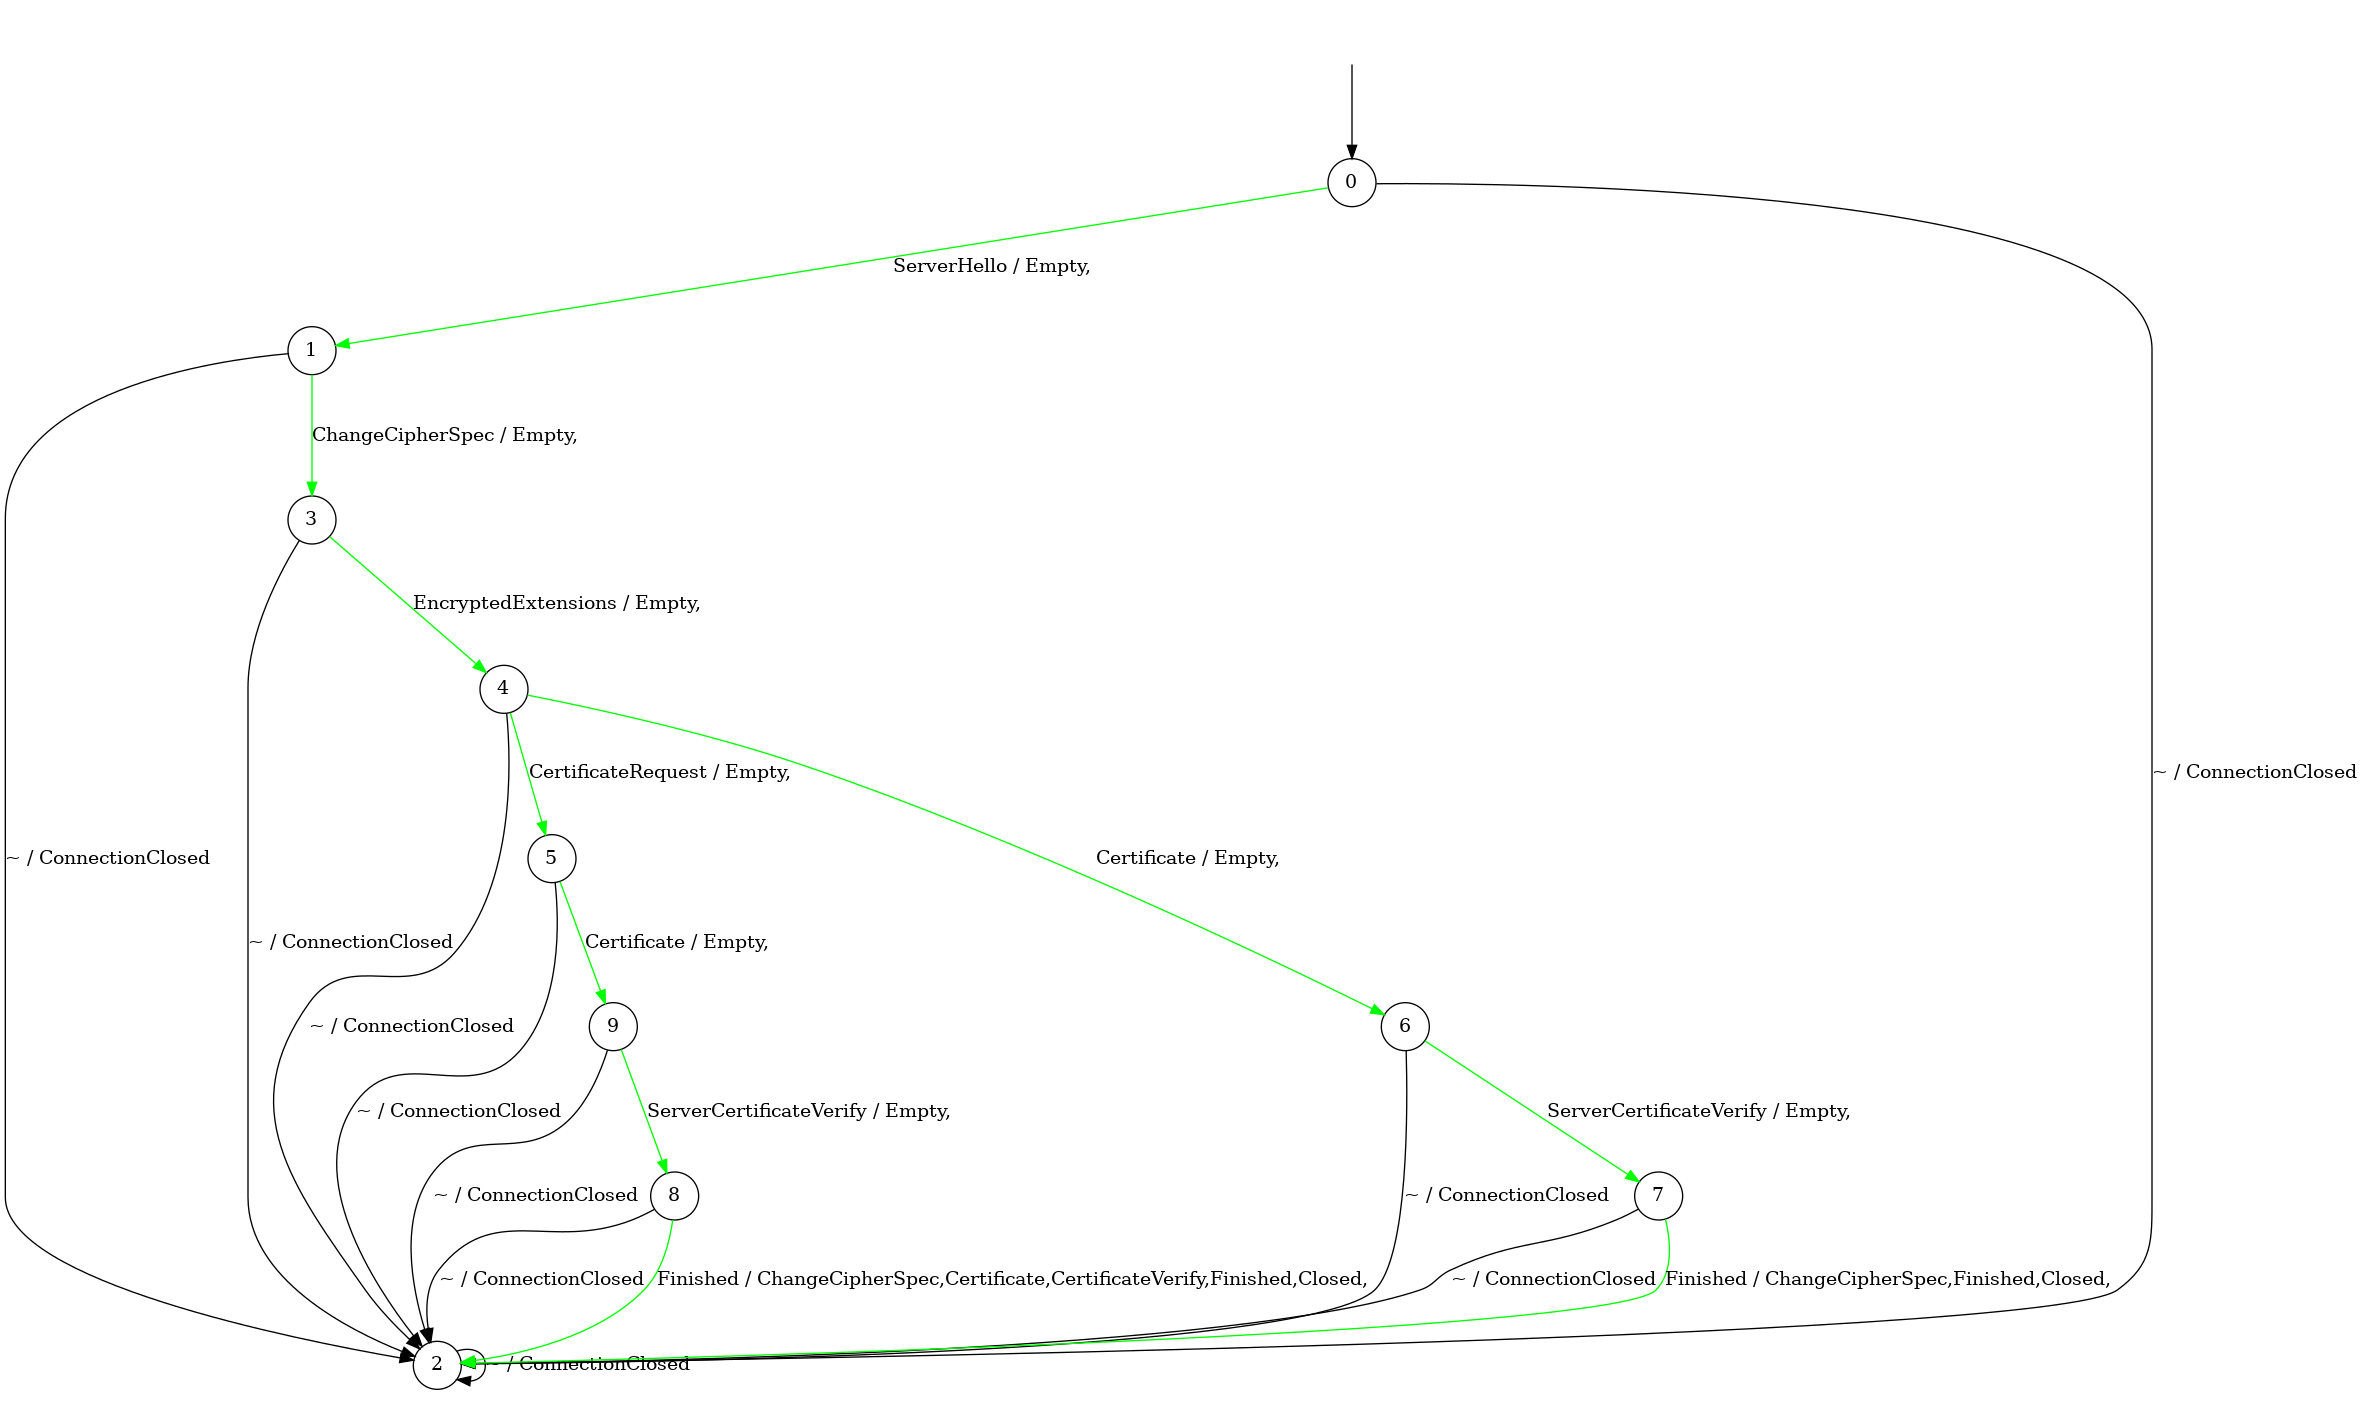 0
ServerHello / Empty,
1
ChangeCipherSpec / Empty,
3
EncryptedExtensions / Empty,
4
CertificateRequest / Empty,
~ / ConnectionClosed
~ / ConnectionClosed
5
Certificate / Empty,
~ / ConnectionClosed
Certificate / Empty,
~ / ConnectionClosed
9
6
~ / ConnectionClosed
~ / ConnectionClosed
ServerCertificateVerify / Empty,
ServerCertificateVerify / Empty,
~ / ConnectionClosed
8
~ / ConnectionClosed
7
~ / ConnectionClosed
Finished / ChangeCipherSpec,Certificate,CertificateVerify,Finished,Closed,
~ / ConnectionClosed
Finished / ChangeCipherSpec,Finished,Closed,
2
~ / ConnectionClosed